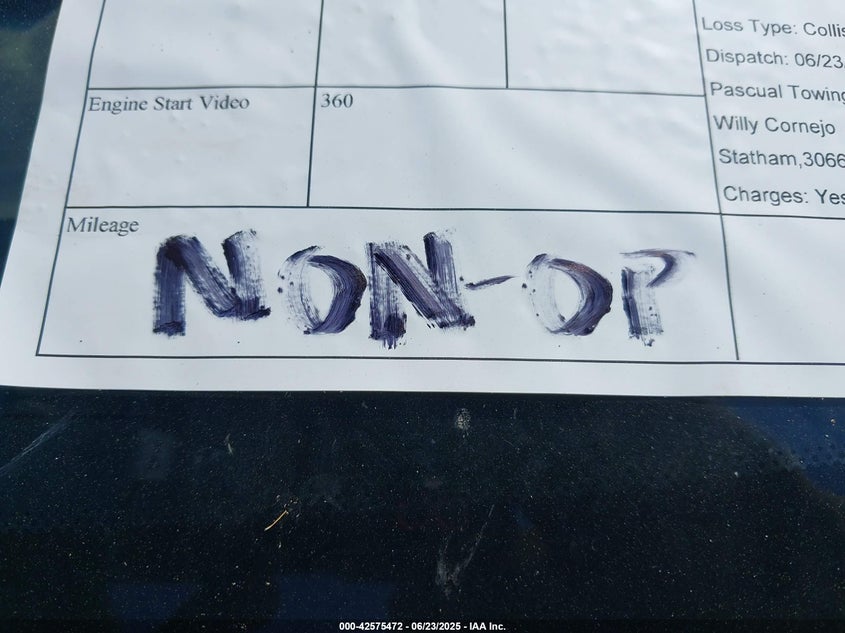 Loss Type: Collis
Dispatch: 06/23
Engine Start Video
360
Pascual Towing
Willy Cornejo
Statham,3066
Charges: Yes
Mileage
NON-OP
000-42575472 - 06/23/2025 - IAA Inc.